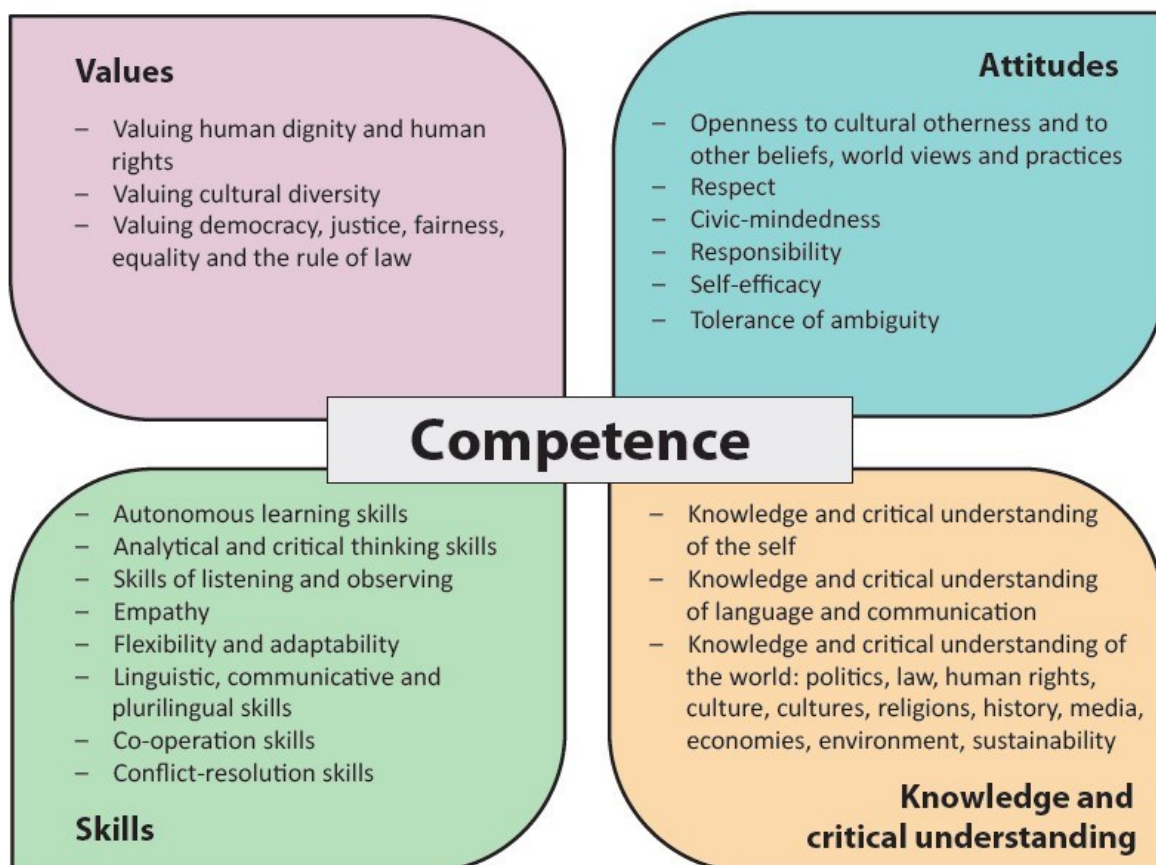 Values
– Valuing human dignity and human
rights
– Valuing cultural diversity
– Valuing democracy, justice, fairness,
equality and the rule of law
Attitudes
– Openness to cultural otherness and to
other beliefs, world views and practices
– Respect
– Civic-mindedness
– Responsibility
– Self-efficacy
– Tolerance of ambiguity
Competence
– Autonomous learning skills
– Analytical and critical thinking skills
– Skills of listening and observing
– Empathy
– Flexibility and adaptability
– Linguistic, communicative and
plurilingual skills
– Co-operation skills
– Conflict-resolution skills
Skills
– Knowledge and critical understanding
of the self
– Knowledge and critical understanding
of language and communication
– Knowledge and critical understanding of
the world: politics, law, human rights,
culture, cultures, religions, history, media,
economies, environment, sustainability
Knowledge and
critical understanding